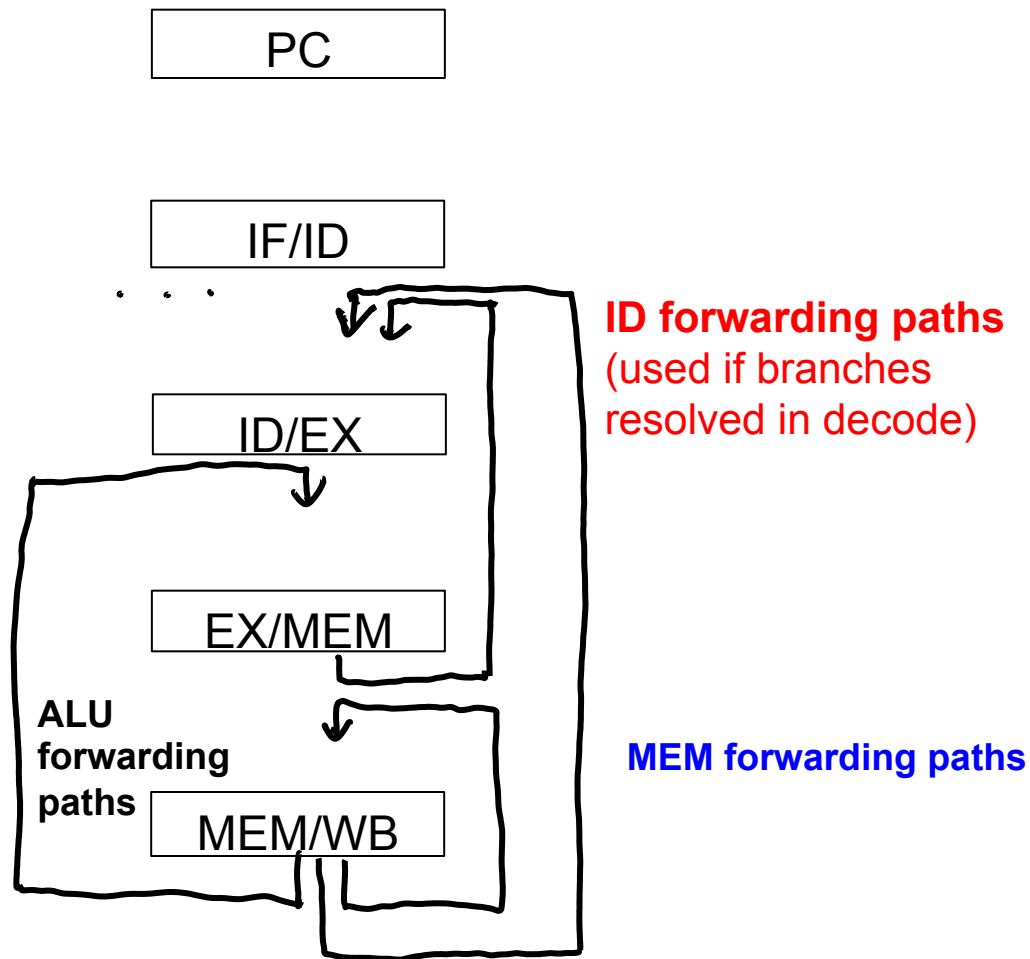 PC
IF/ID
ID forwarding paths
(used if branches
resolved in decode)
ID/EX
EX/MEM
ALU
forwarding
paths
MEM forwarding paths
MEM/WB